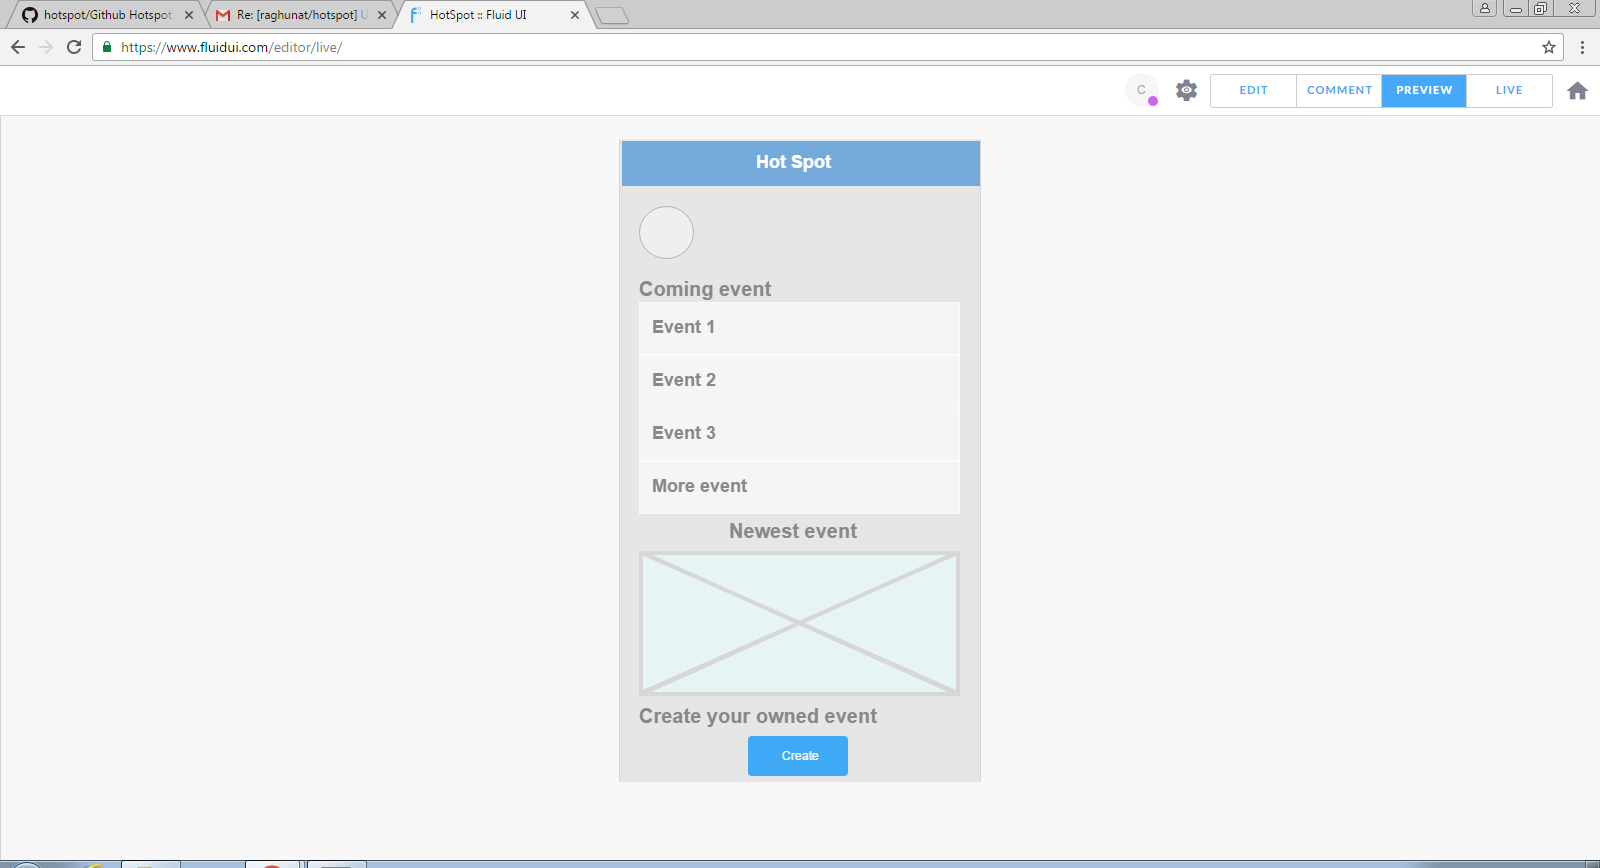 hotspot/Github Hotspot
Re: [raghunat/hotspot] U
HotSpot :: Fluid UI
https://www.fluidui.com/editor/live/
C
EDIT
COMMENT
PREVIEW
LIVE
Hot Spot
Coming event
Event 1
Event 2
Event 3
More event
Newest event
Create your owned event
Create